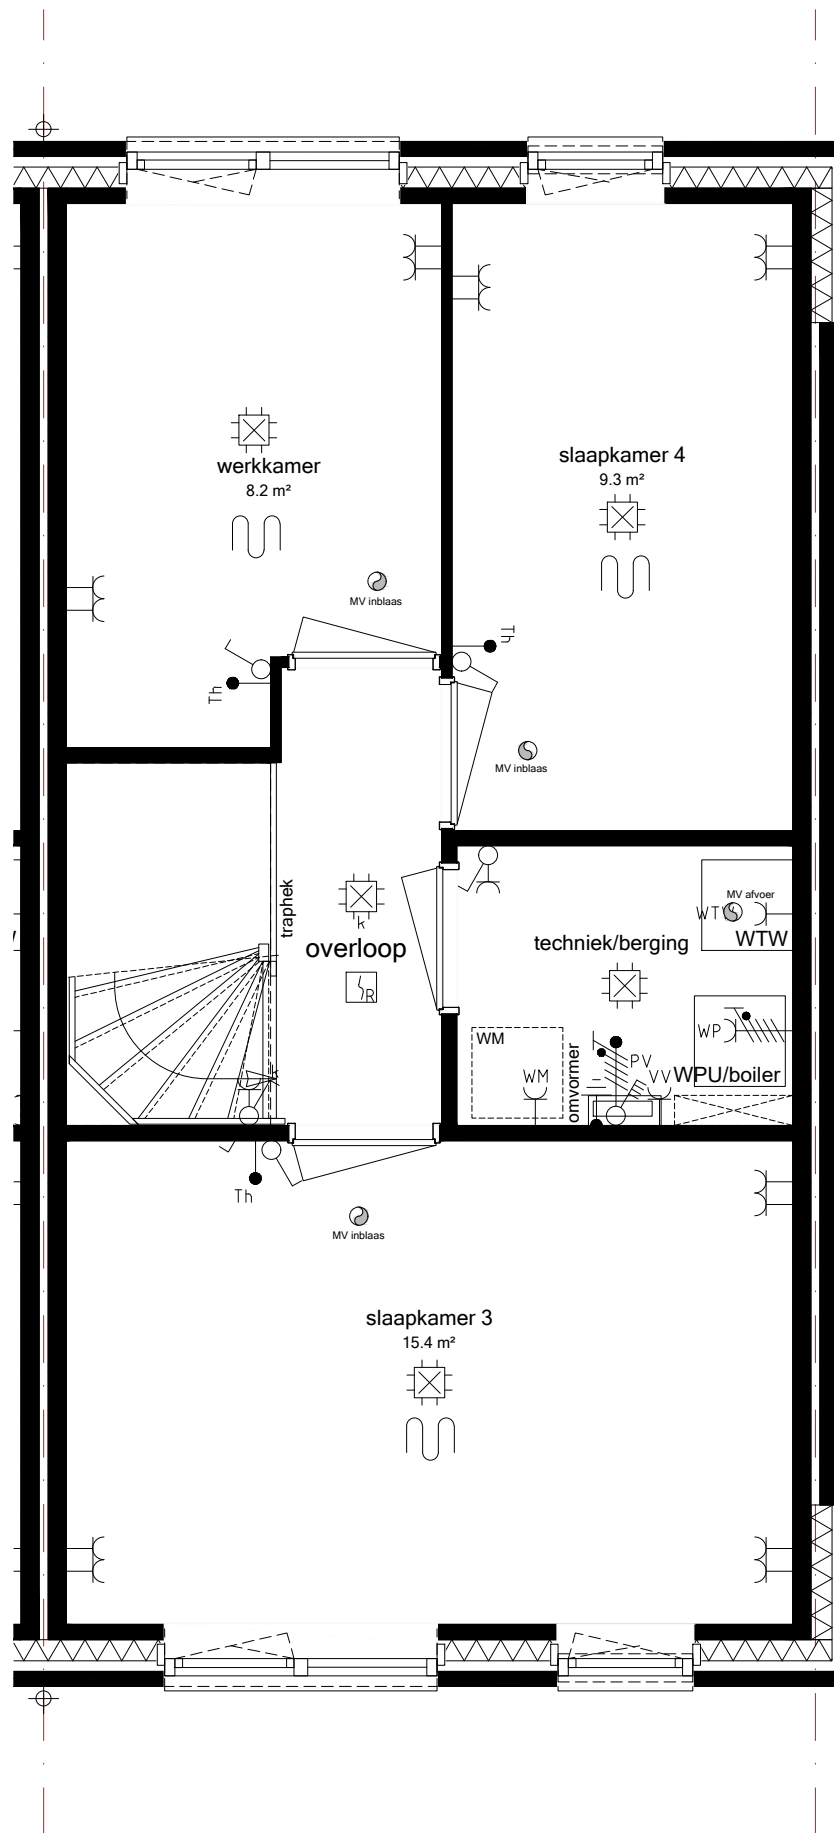 werkkamer
8.2 m²
slaapkamer 4
9.3 m²
MV inblaas
Th
Th
MV inblaas
traphek
k
overloop
R
MV afvoer
WTW
WTW
techniek/berging
WP
WPU/boiler
WM
WM
omvormer
PV
VV
Th
MV inblaas
slaapkamer 3
15.4 m²